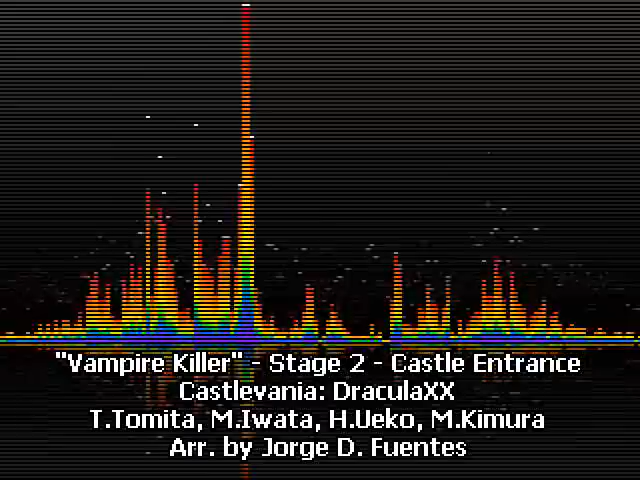 "Vampire Killer" - Stage 2 - Castle Entrance
Castlevania: DraculaXX
T.Tomita, M.Iwata, H.Ueko, M.Kimura
Arr. by Jorge D. Fuentes